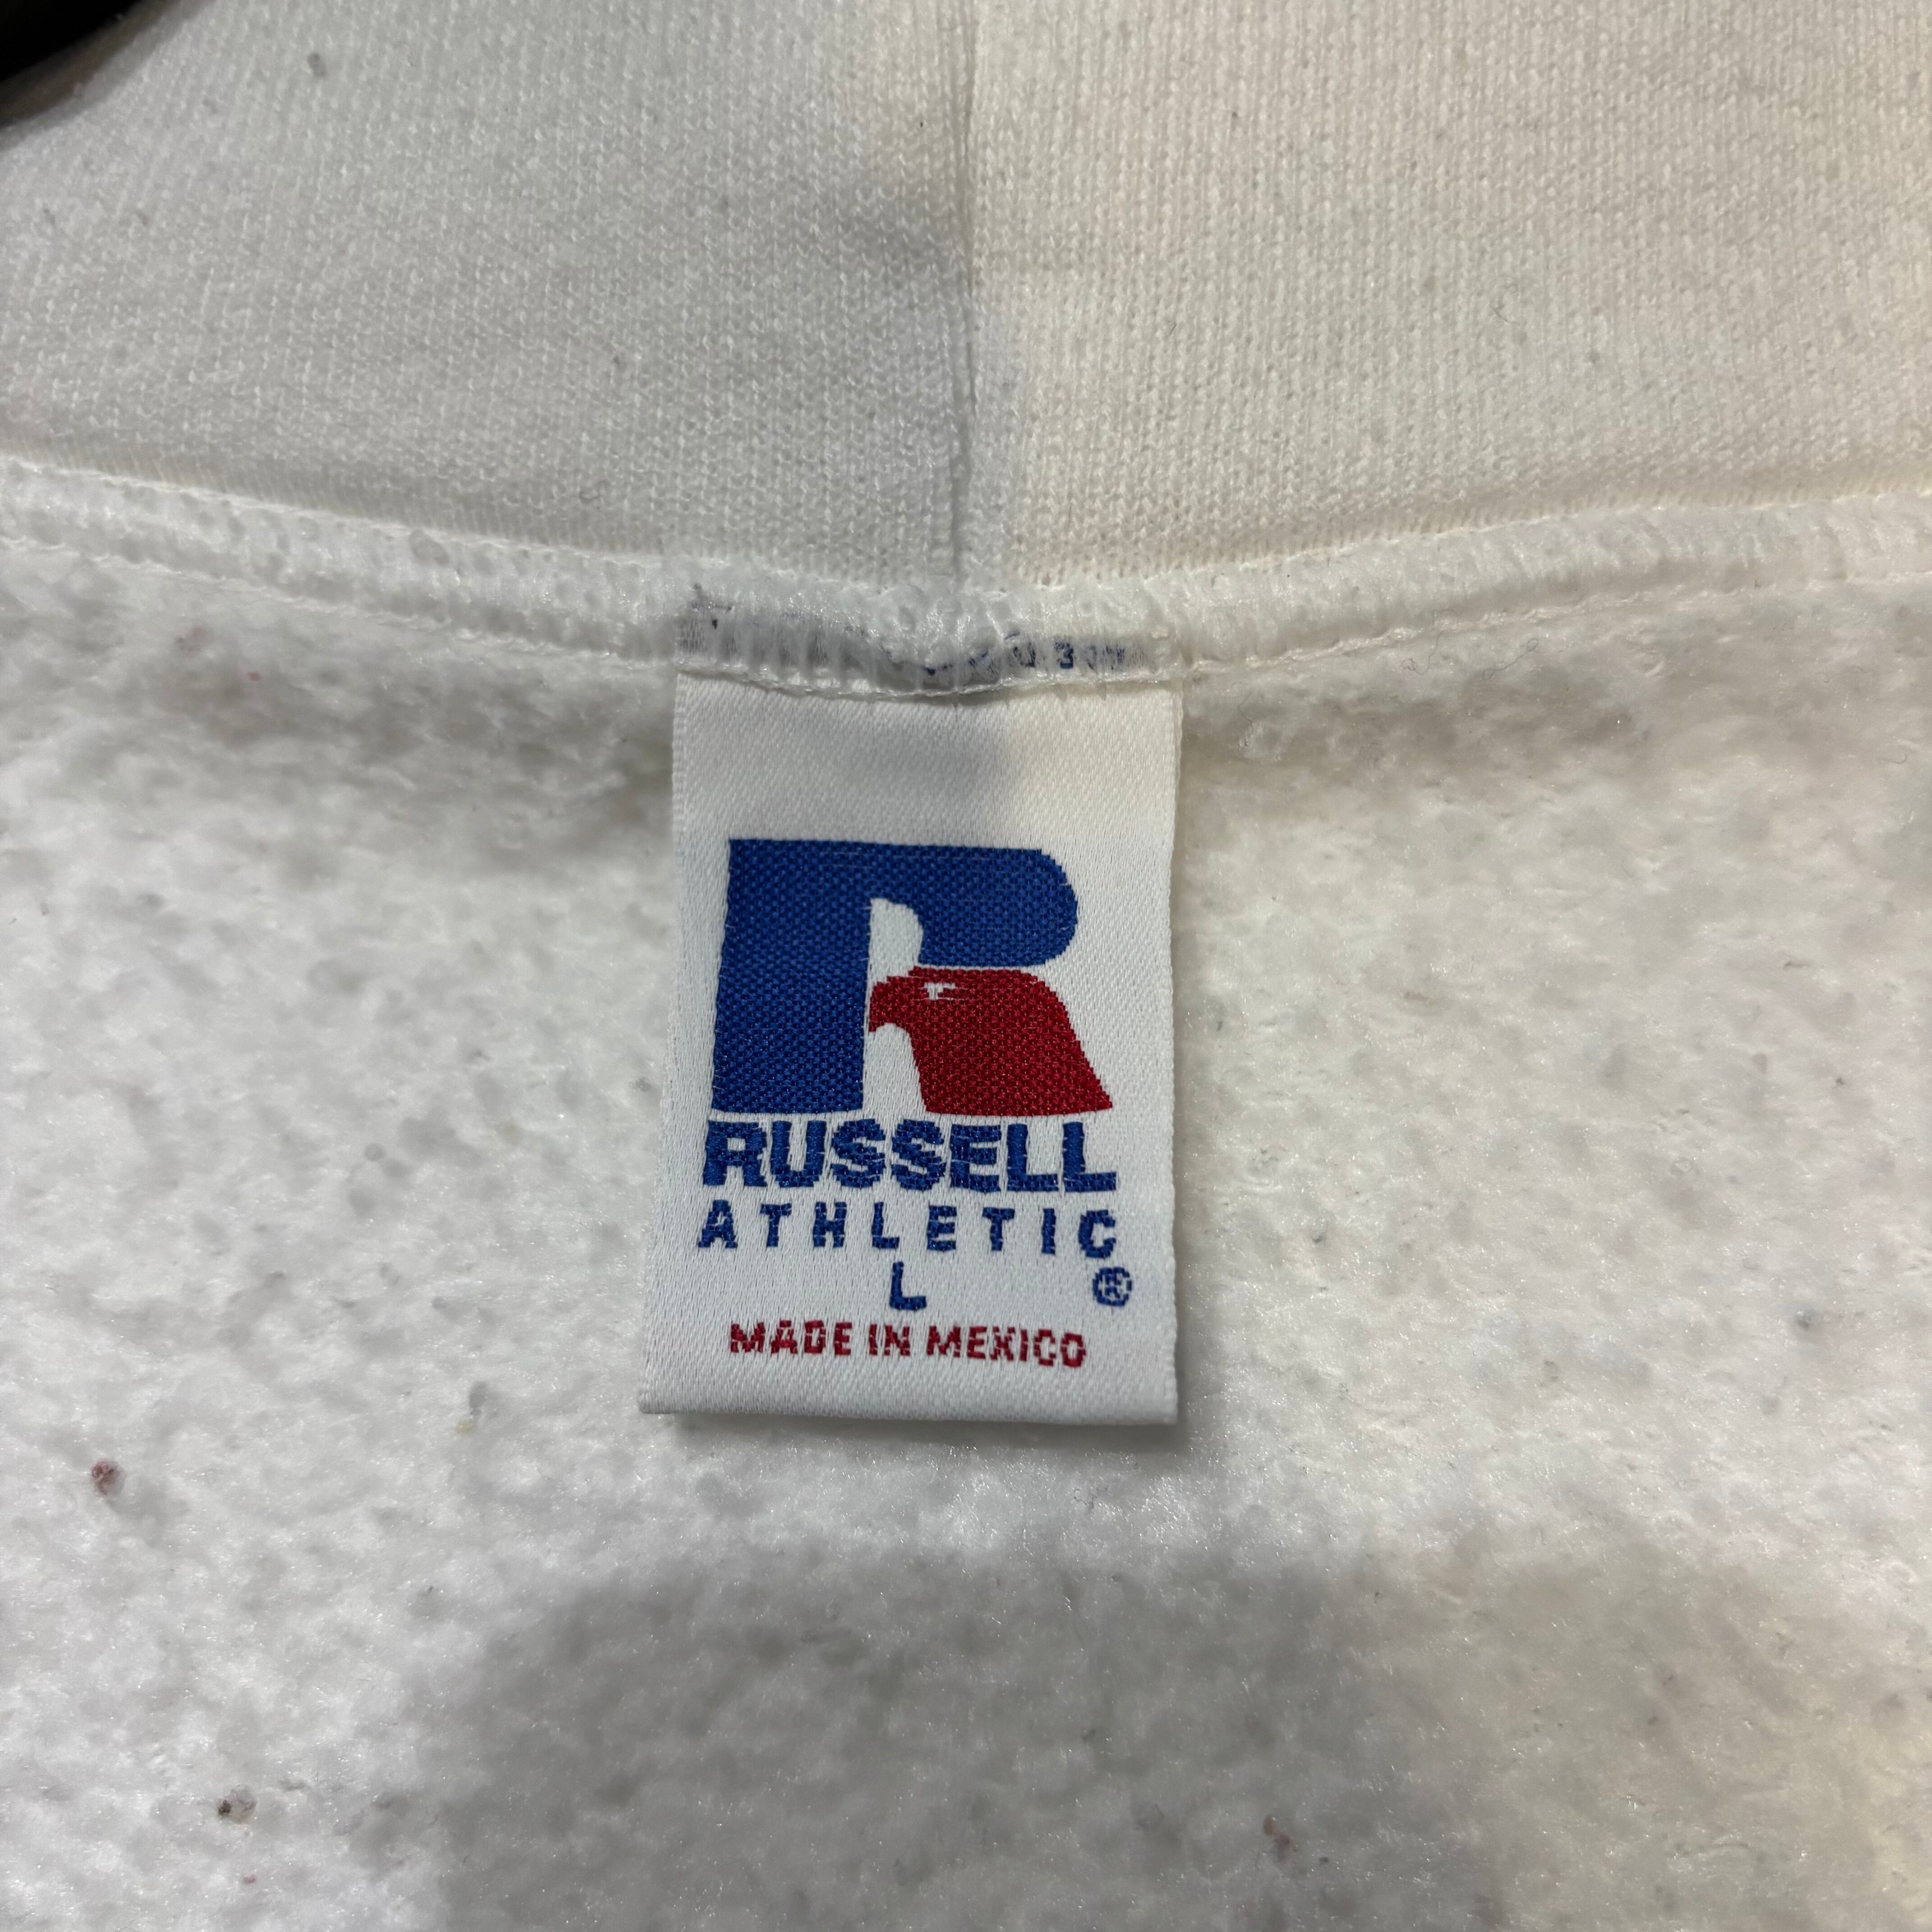 RUSSELL
ATHLETIC
L ®
MADE IN MEXICO